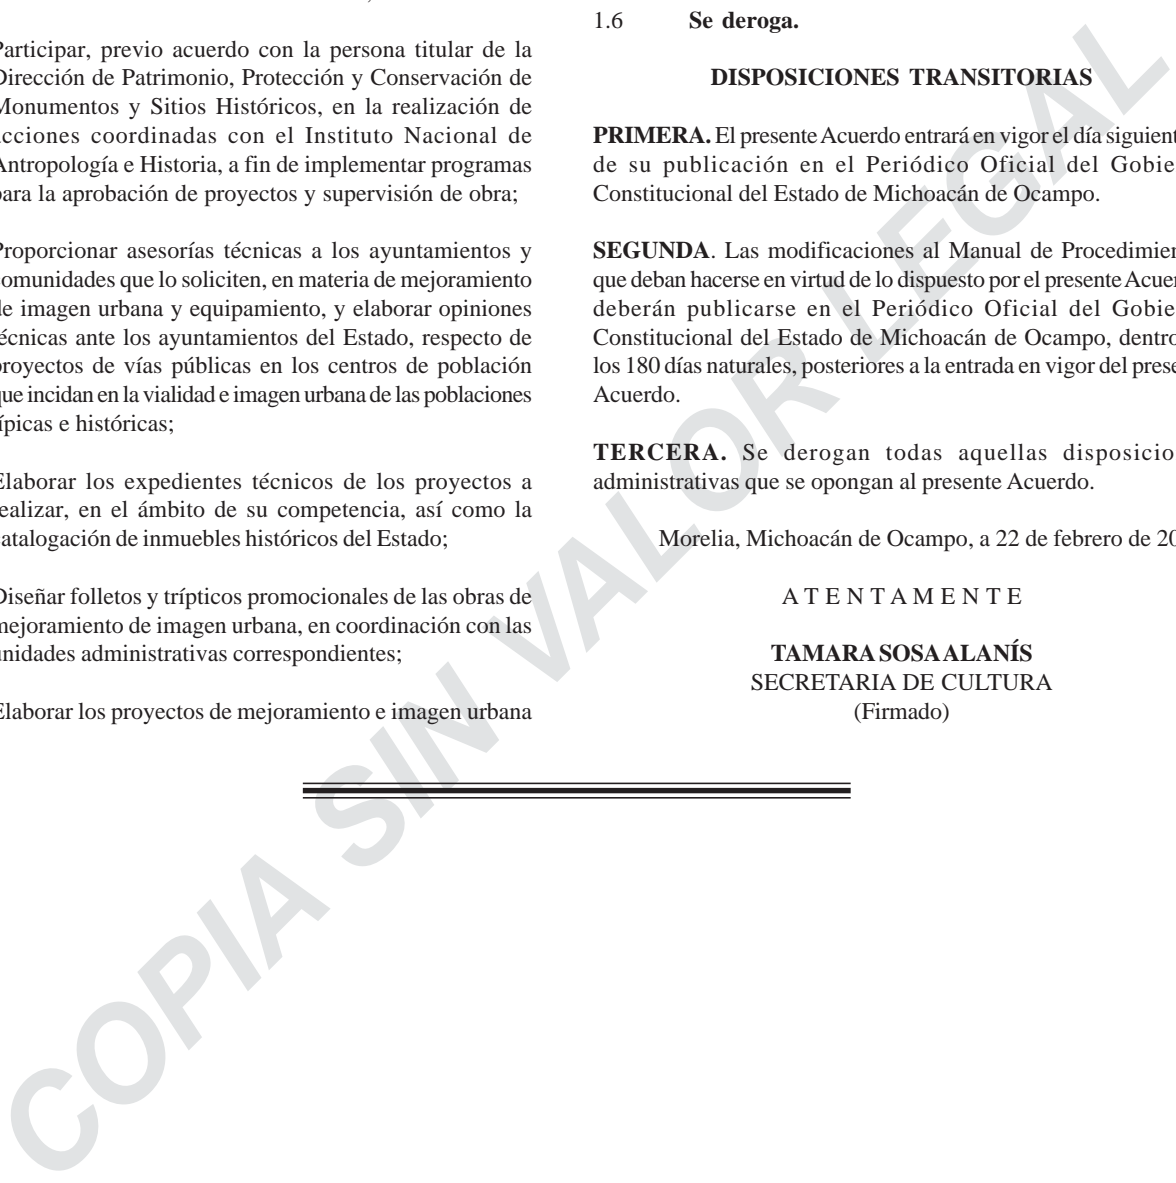 Participar, previo acuerdo con la persona titular de la
Dirección de Patrimonio, Protección y Conservación de
Monumentos y Sitios Históricos, en la realización de
acciones coordinadas con el Instituto Nacional de
Antropología e Historia, a fin de implementar programas
para la aprobación de proyectos y supervisión de obra;
Proporcionar asesorías técnicas a los ayuntamientos y
comunidades que lo soliciten, en materia de mejoramiento
de imagen urbana y equipamiento, y elaborar opiniones
técnicas ante los ayuntamientos del Estado, respecto de
proyectos de vías públicas en los centros de población
que incidan en la vialidad e imagen urbana de las poblaciones
típicas e históricas;
Elaborar los expedientes técnicos de los proyectos a
realizar, en el ámbito de su competencia, así como la
catalogación de inmuebles históricos del Estado;
Diseñar folletos y trípticos promocionales de las obras de
mejoramiento de imagen urbana, en coordinación con las
unidades administrativas correspondientes;
Elaborar los proyectos de mejoramiento e imagen urbana
1.6 Se deroga.
DISPOSICIONES TRANSITORIAS
PRIMERA. El presente Acuerdo entrará en vigor el día siguient
de su publicación en el Periódico Oficial del Gobie
Constitucional del Estado de Michoacán de Ocampo.
SEGUNDA. Las modificaciones al Manual de Procedimien
que deban hacerse en virtud de lo dispuesto por el presente Acuer
deberán publicarse en el Periódico Oficial del Gobie
Constitucional del Estado de Michoacán de Ocampo, dentro
los 180 días naturales, posteriores a la entrada en vigor del prese
Acuerdo.
TERCERA. Se derogan todas aquellas disposicio
administrativas que se opongan al presente Acuerdo.
Morelia, Michoacán de Ocampo, a 22 de febrero de 20
A T E N T A M E N T E
TAMARA SOSA ALANÍS
SECRETARIA DE CULTURA
(Firmado)
COPIA SIN VALOR LEGAL